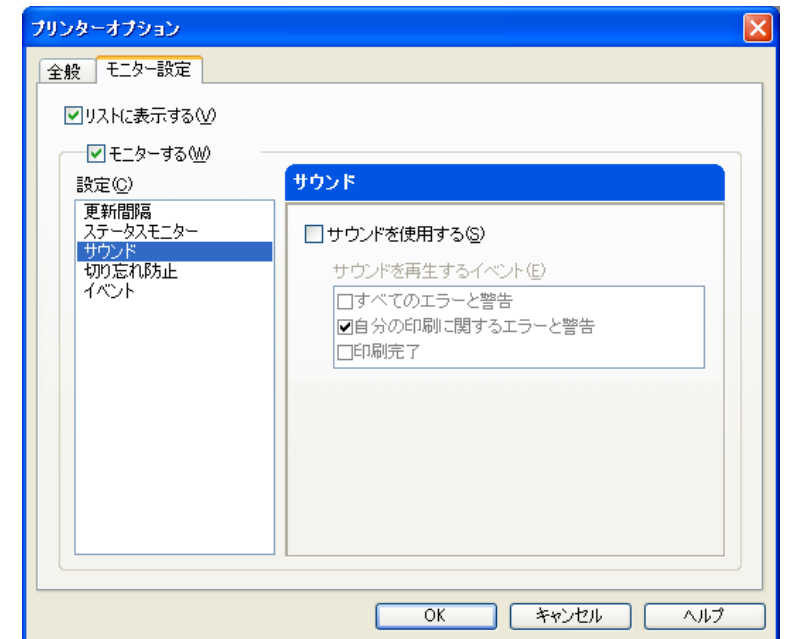 プリンターオプション
全般 モニター設定
リストに表示する(V)
モニターする(W)
設定(C)
更新間隔
ステータスモニター
サウンド
切り忘れ防止
イベント
サウンド
サウンドを使用する(S)
サウンドを再生するイベント(E)
すべてのエラーと警告
自分の印刷に関するエラーと警告
印刷完了
OK キャンセル ヘルプ